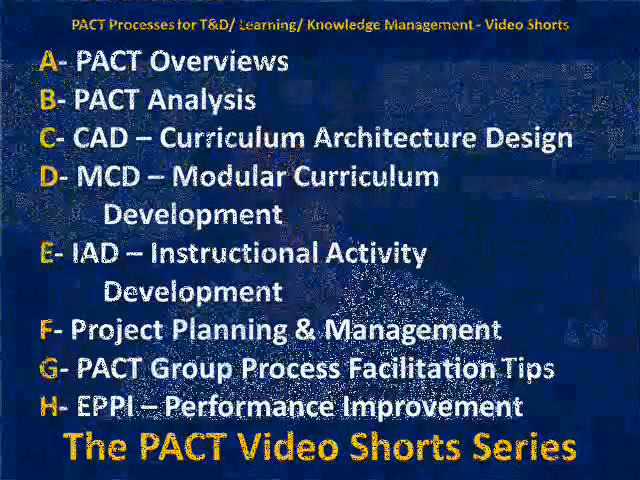 PACT Processes for T&D/ Learning/ Knowledge Management - Video Shorts
A- PACT Overviews
B- PACT Analysis
C- CAD – Curriculum Architecture Design
D- MCD – Modular Curriculum
Development
E- IAD – Instructional Activity
Development
F- Project Planning & Management
G- PACT Group Process Facilitation Tips
H- EPPI – Performance Improvement
The PACT Video Shorts Series